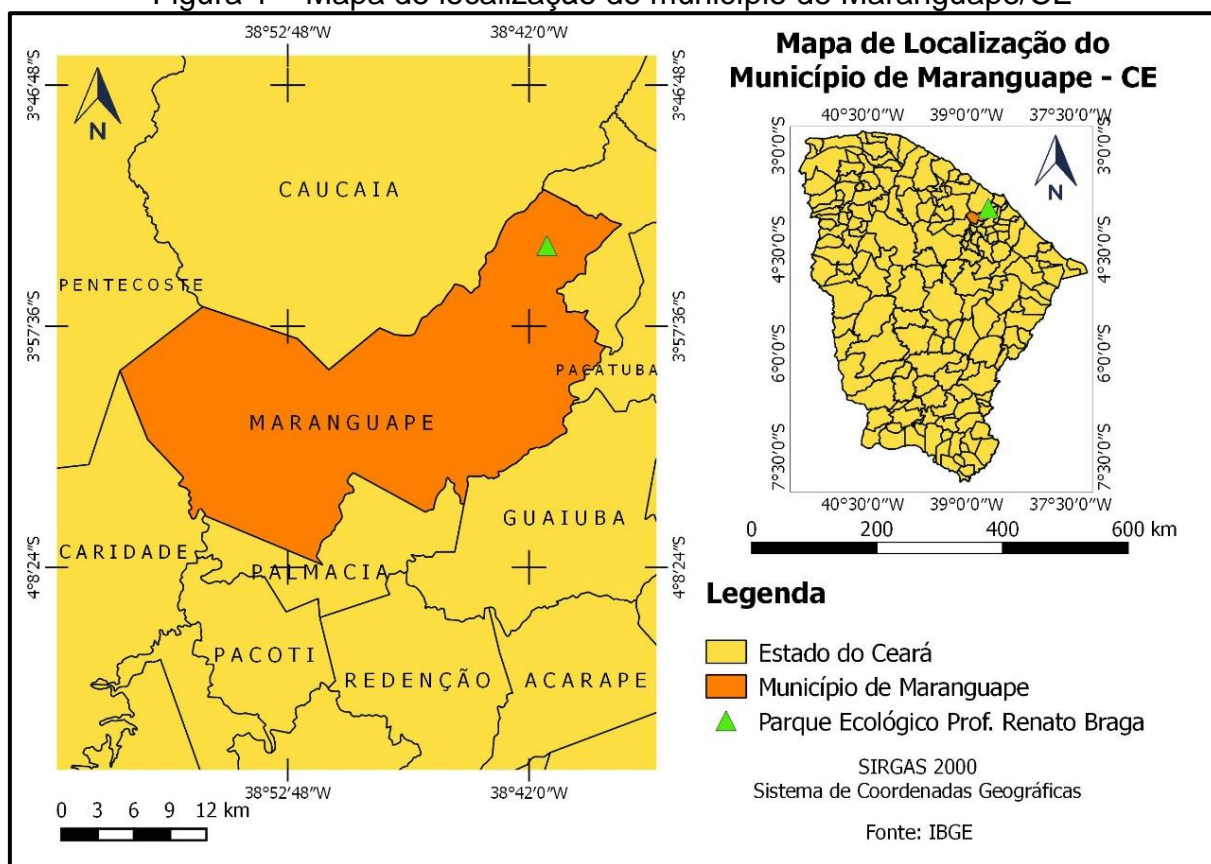 Figura 1 – Mapa de localização do município de Maranguape/CE
38°52'48"W 38°42'0"W
3°46'48"S
3°46'48"S
N
CAUCAIA
PENTECOSTE
3°57'36"S
3°57'36"S
PACATUBA
MARANGUAPE
GUAIUBA
CARIDADE
4°8'24"S
4°8'24"S
PALMACIA
PACOTI
REDENÇÃO
ACARAPE
38°52'48"W 38°42'0"W
0 3 6 9 12 km
Mapa de Localização do
Município de Maranguape - CE
40°30'0"W 39°0'0"W 37°30'0"W
3°0'0"S
3°0'0"S
N
4°30'0"S
4°30'0"S
6°0'0"S
6°0'0"S
7°30'0"S
7°30'0"S
40°30'0"W 39°0'0"W 37°30'0"W
0 200 400 600 km
Legenda
Estado do Ceará
Município de Maranguape
Parque Ecológico Prof. Renato Braga
SIRGAS 2000
Sistema de Coordenadas Geográficas
Fonte: IBGE